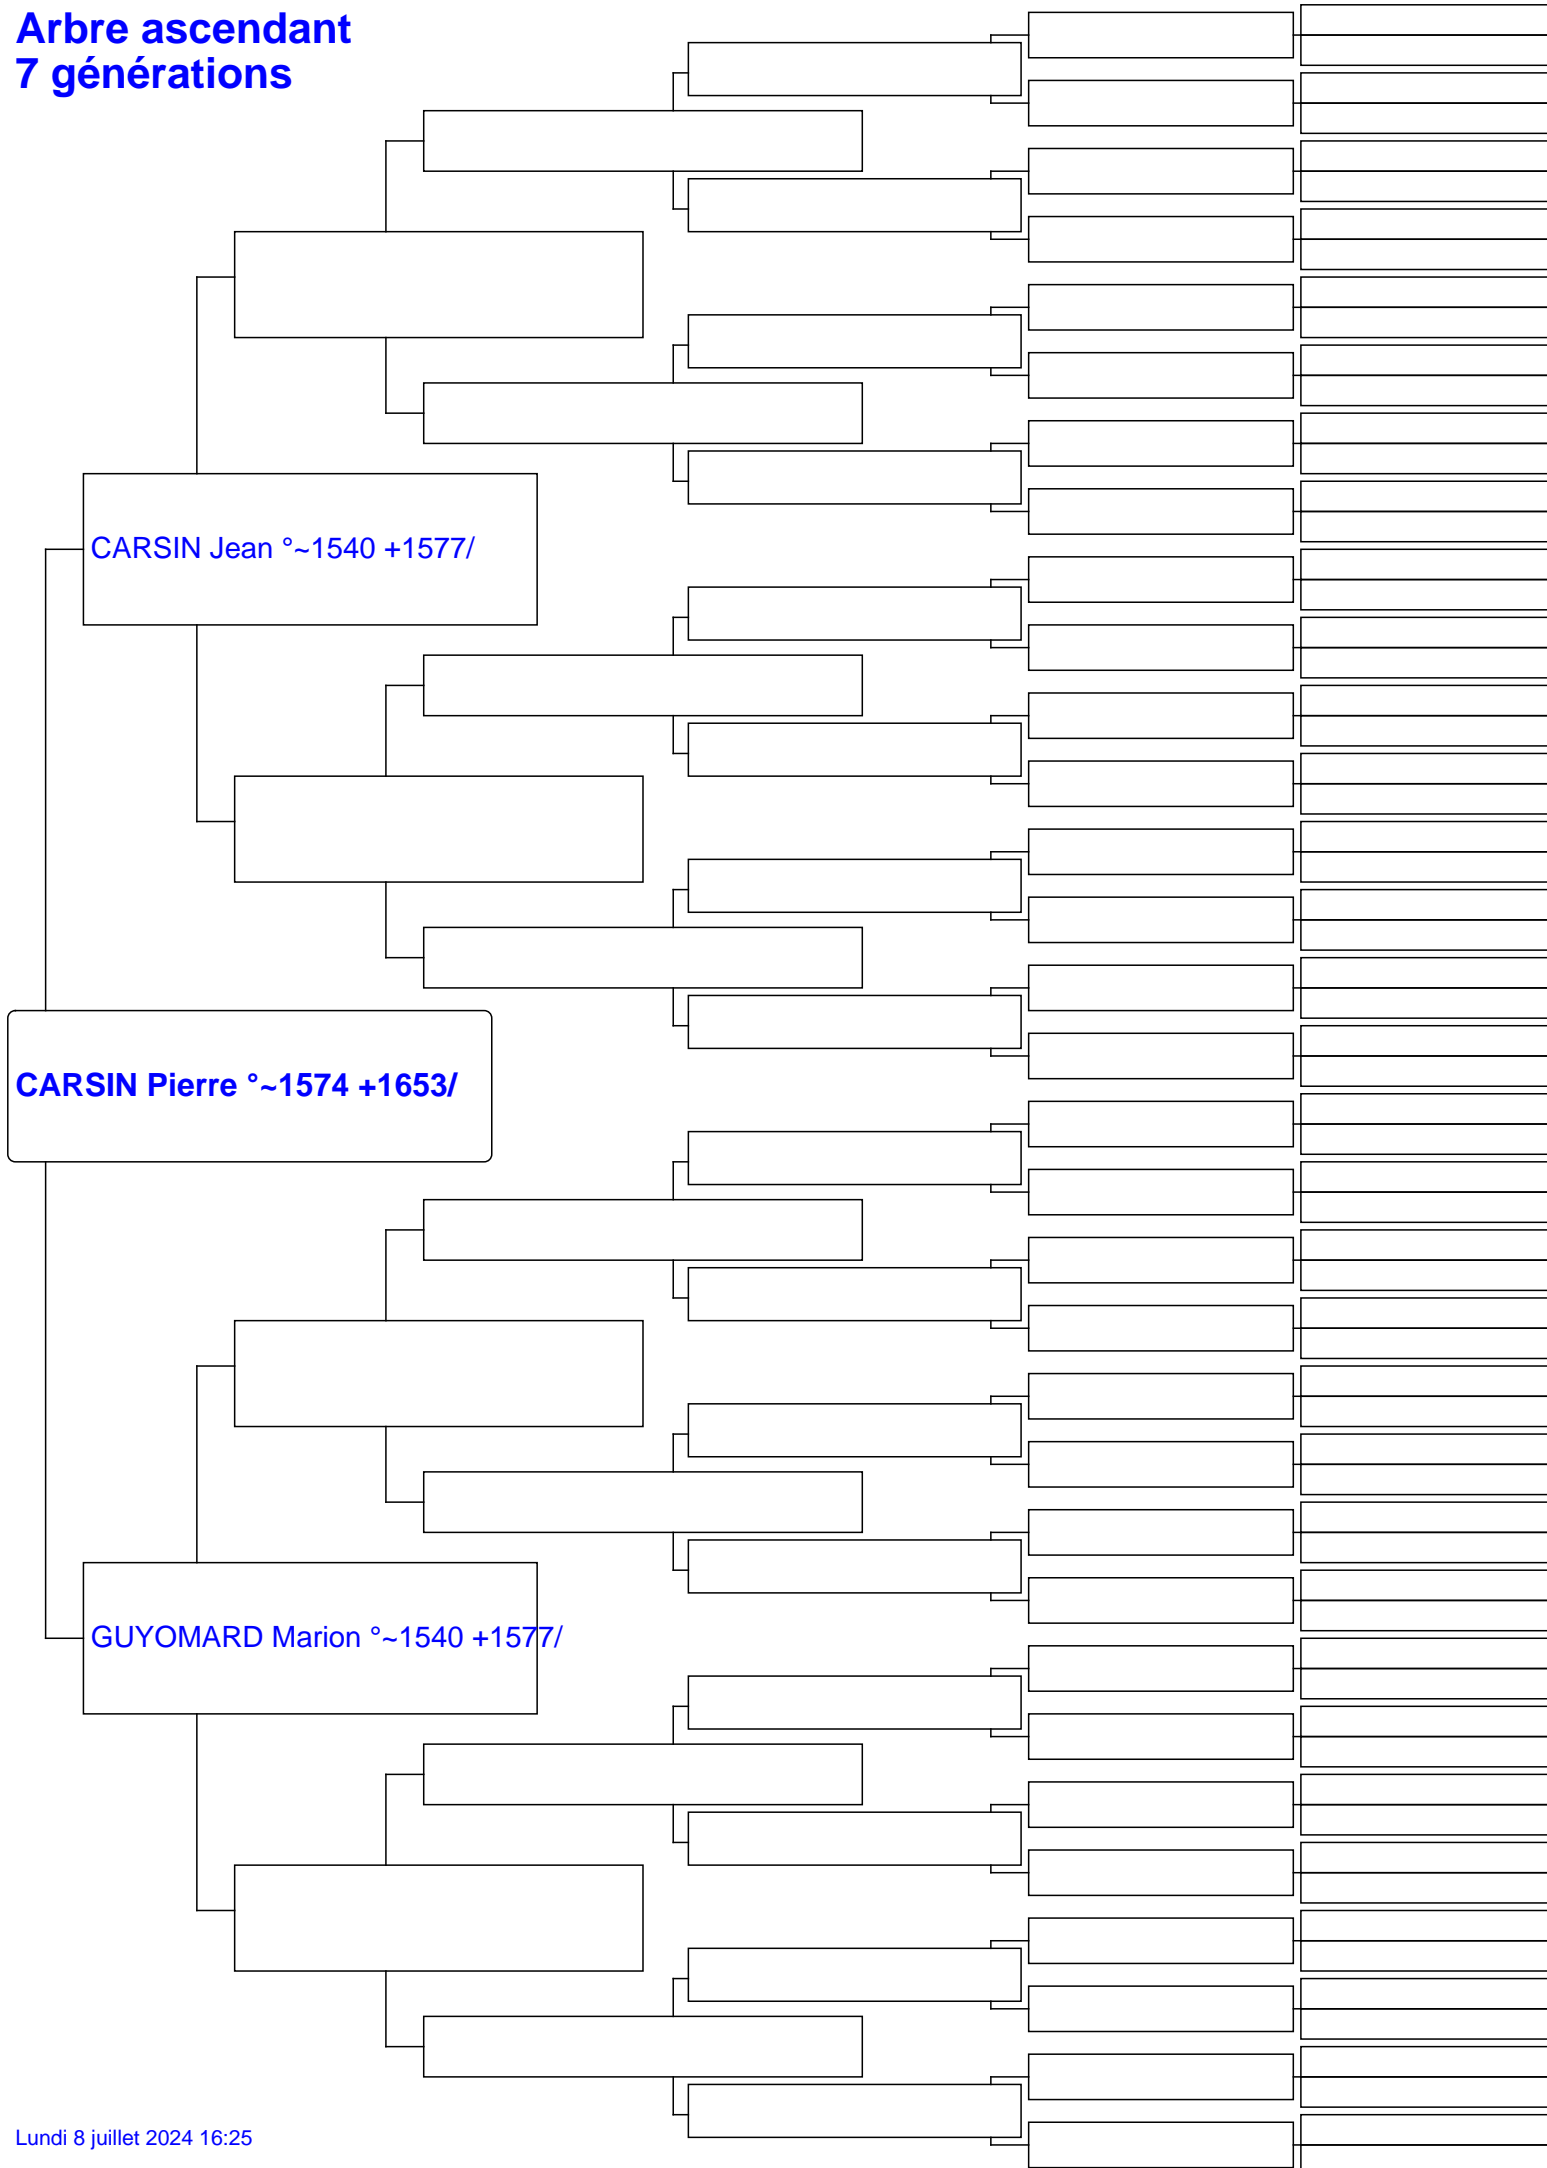 Arbre ascendant
7 générations
CARSIN Jean °~1540 +1577/
CARSIN Pierre °~1574 +1653/
GUYOMARD Marion °~1540 +1577/
Lundi 8 juillet 2024 16:25